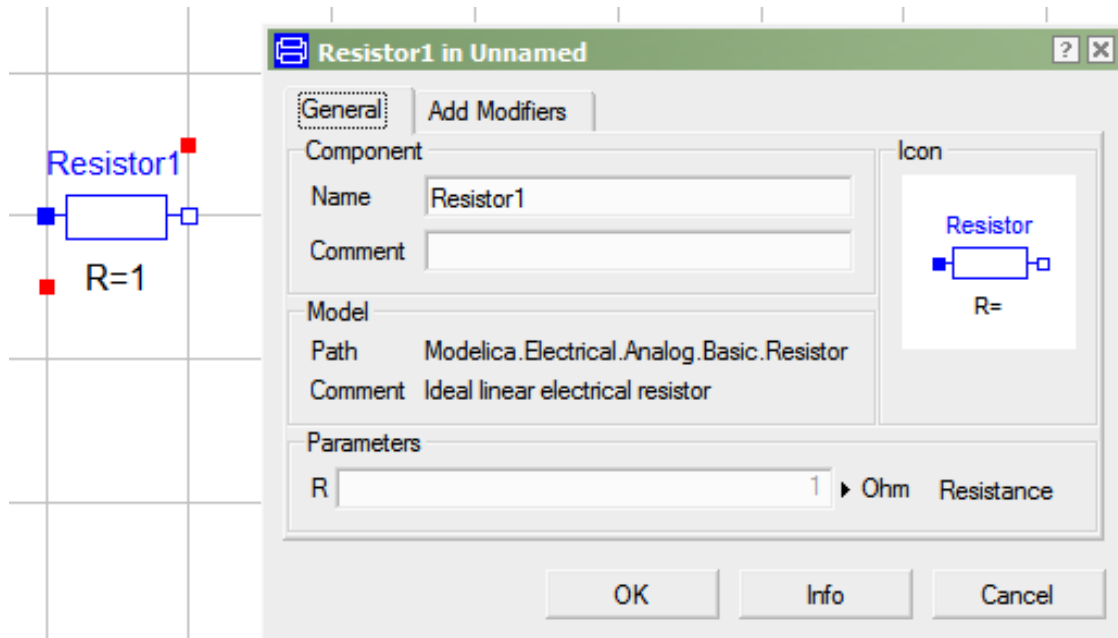 Resistor1
R=1
Resistor1 in Unnamed
?
General
Add Modifiers
Component
Name Resistor1
Comment
Icon
Resistor
R=
Model
Path Modelica.Electrical.Analog.Basic.Resistor
Comment Ideal linear electrical resistor
Parameters
R 1 Ohm Resistance
OK Info Cancel